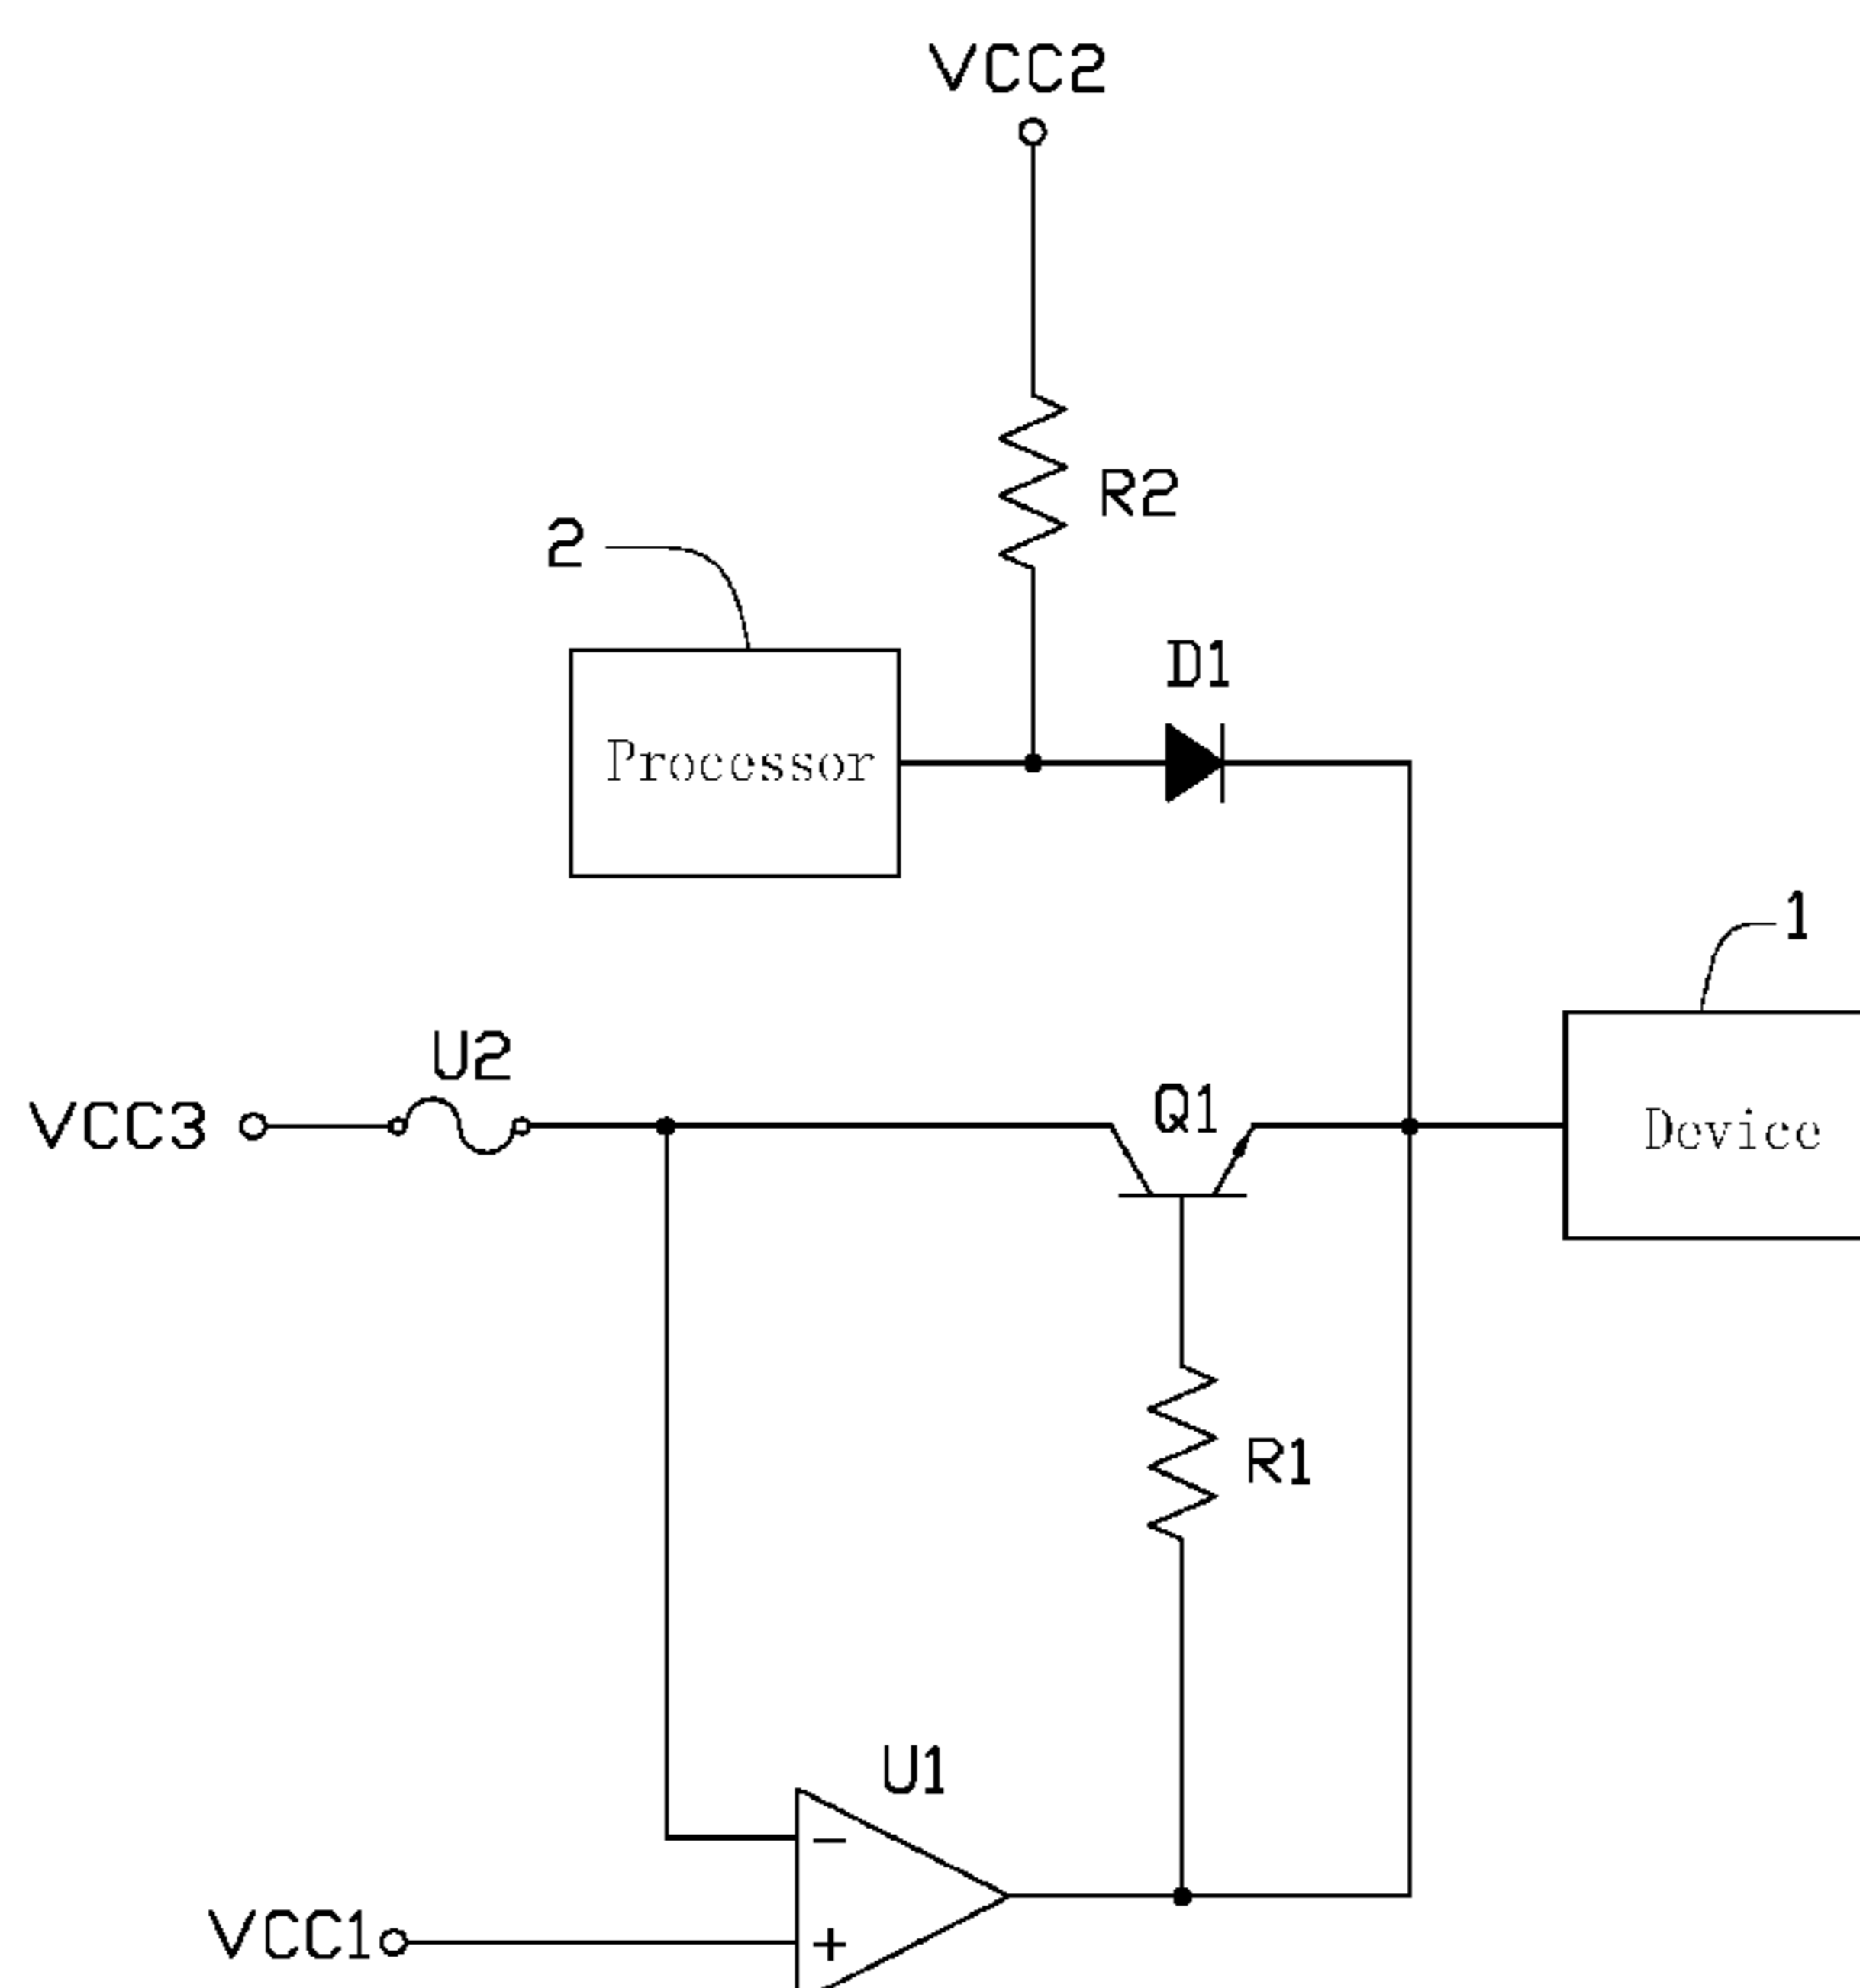 VCC2
R2
2
D1
Processor
1
U2
Q1
VCC3
Device
R1
U1
−
VCC1
+